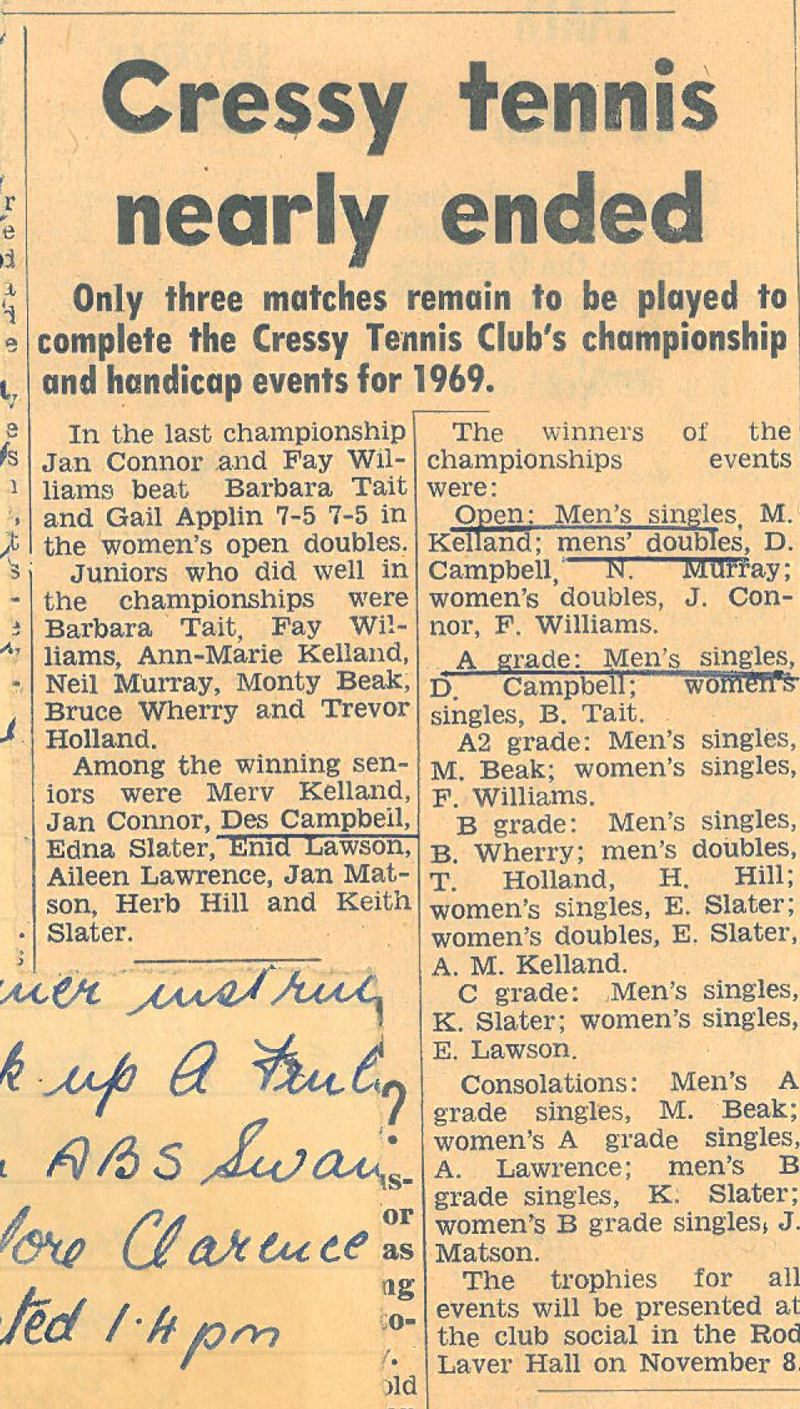 Cressy tennis
nearly ended
Only three matches remain to be played to
complete the Cressy Tennis Club's championship
and handicap events for 1969.
In the last championship
Jan Connor and Fay Wil-
liams beat Barbara Tait
and Gail Applin 7-5 7-5 in
the women's open doubles.
Juniors who did well in
the championships were
Barbara Tait, Fay Wil-
liams, Ann-Marie Kelland,
Neil Murray, Monty Beak,
Bruce Wherry and Trevor
Holland.
Among the winning sen-
iors were Merv Kelland,
Jan Connor, Des Campbell,
Edna Slater, Enid Lawson,
Aileen Lawrence, Jan Mat-
son, Herb Hill and Keith
Slater.
The winners of the
championships events
were:
Open: Men's singles, M.
Kelland; mens' doubles, D.
Campbell, N. Murray;
women's doubles, J. Con-
nor, F. Williams.
A grade: Men's singles,
D. Campbell; women's
singles, B. Tait.
A2 grade: Men's singles,
M. Beak; women's singles,
F. Williams.
B grade: Men's singles,
B. Wherry; men's doubles,
T. Holland, H. Hill;
women's singles, E. Slater;
women's doubles, E. Slater,
A. M. Kelland.
C grade: Men's singles,
K. Slater; women's singles,
E. Lawson.
Consolations: Men's A
grade singles, M. Beak;
women's A grade singles,
A. Lawrence; men's B
grade singles, K. Slater;
women's B grade singles, J.
Matson.
The trophies for all
events will be presented at
the club social in the Rod
Laver Hall on November 8.
up A
ABS Swan
Clarence
1.4 pm
or
as